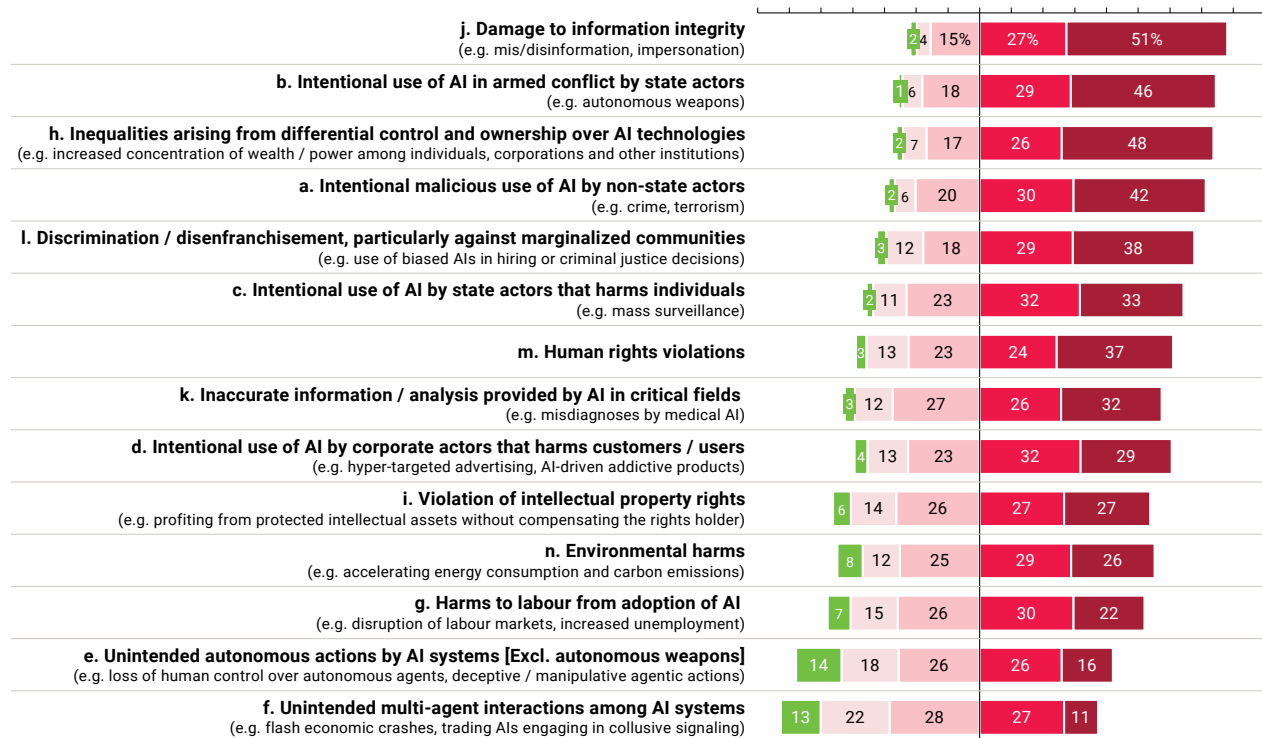 j. Damage to information integrity
(e.g. mis/disinformation, impersonation)
2 4 15% 27% 51%
b. Intentional use of AI in armed conflict by state actors
(e.g. autonomous weapons)
1 6 18 29 46
h. Inequalities arising from differential control and ownership over AI technologies
(e.g. increased concentration of wealth / power among individuals, corporations and other institutions)
2 7 17 26 48
a. Intentional malicious use of AI by non-state actors
(e.g. crime, terrorism)
2 6 20 30 42
l. Discrimination / disenfranchisement, particularly against marginalized communities
(e.g. use of biased AIs in hiring or criminal justice decisions)
3 12 18 29 38
c. Intentional use of AI by state actors that harms individuals
(e.g. mass surveillance)
2 11 23 32 33
m. Human rights violations
3 13 23 24 37
k. Inaccurate information / analysis provided by AI in critical fields
(e.g. misdiagnoses by medical AI)
3 12 27 26 32
d. Intentional use of AI by corporate actors that harms customers / users
(e.g. hyper-targeted advertising, AI-driven addictive products)
4 13 23 32 29
i. Violation of intellectual property rights
(e.g. profiting from protected intellectual assets without compensating the rights holder)
6 14 26 27 27
n. Environmental harms
(e.g. accelerating energy consumption and carbon emissions)
8 12 25 29 26
g. Harms to labour from adoption of AI
(e.g. disruption of labour markets, increased unemployment)
7 15 26 30 22
e. Unintended autonomous actions by AI systems [Excl. autonomous weapons]
(e.g. loss of human control over autonomous agents, deceptive / manipulative agentic actions)
14 18 26 26 16
f. Unintended multi-agent interactions among AI systems
(e.g. flash economic crashes, trading AIs engaging in collusive signaling)
13 22 28 27 11